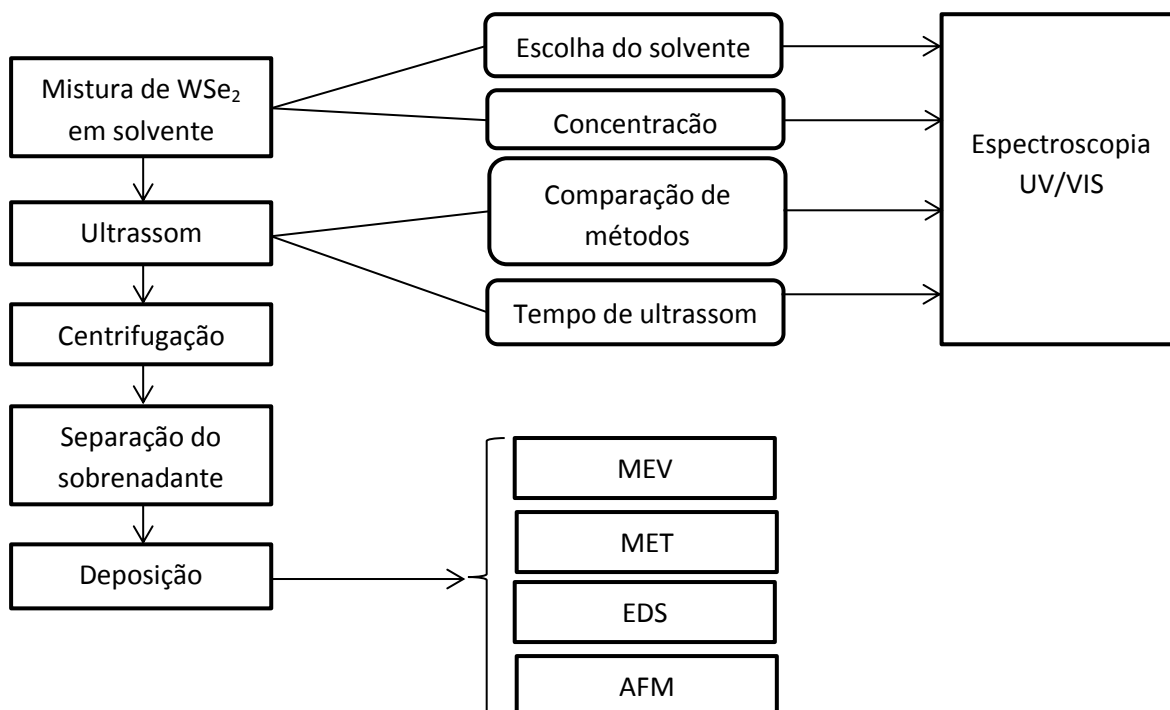 Mistura de WSe₂
em solvente
Ultrassom
Centrifugação
Separação do
sobrenadante
Deposição
Escolha do solvente
Concentracão
Comparação de
métodos
Tempo de ultrassom
Espectroscopia
UV/VIS
MEV
MET
EDS
AFM